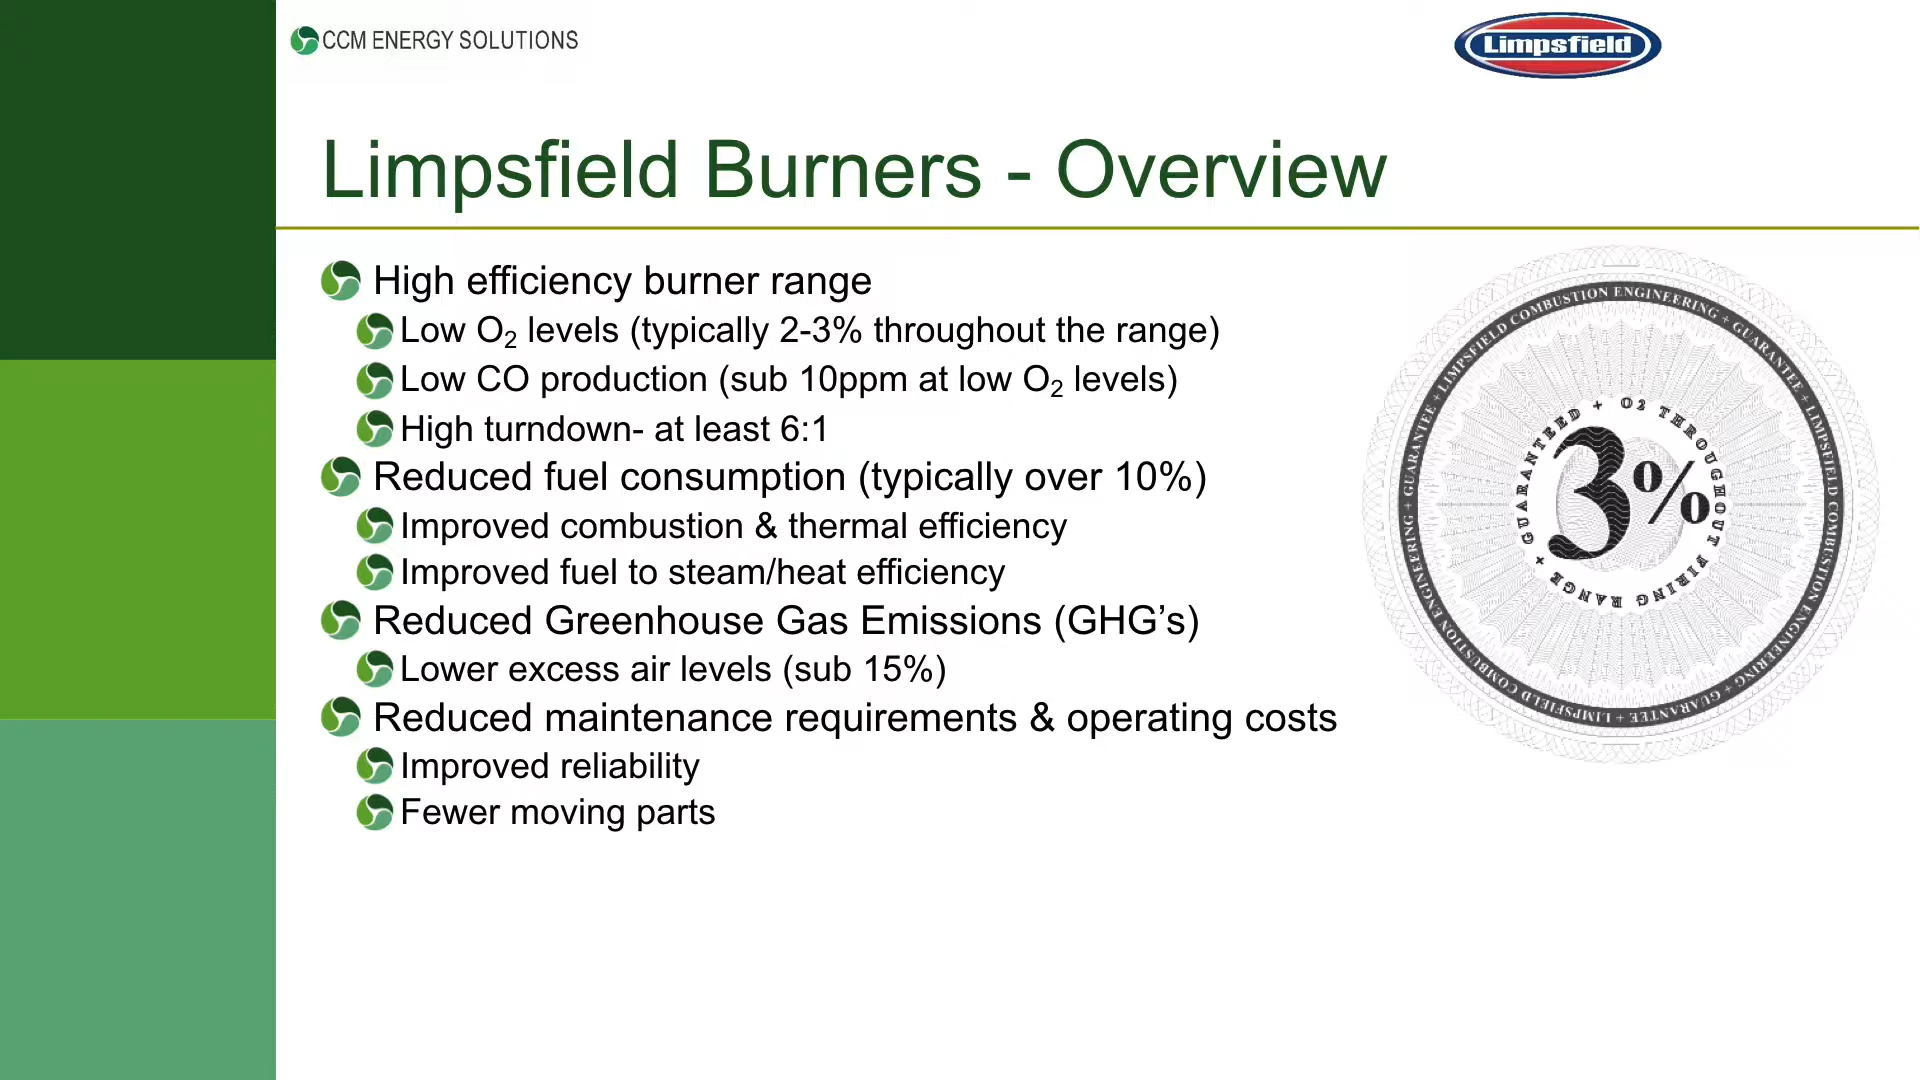 CCM ENERGY SOLUTIONS
Limpsfield
Limpsfield Burners - Overview
High efficiency burner range
Low O₂ levels (typically 2-3% throughout the range)
Low CO production (sub 10ppm at low O₂ levels)
High turndown- at least 6:1
Reduced fuel consumption (typically over 10%)
Improved combustion & thermal efficiency
Improved fuel to steam/heat efficiency
Reduced Greenhouse Gas Emissions (GHG’s)
Lower excess air levels (sub 15%)
Reduced maintenance requirements & operating costs
Improved reliability
Fewer moving parts
LIMPSFIELD COMBUSTION ENGINEERING + GUARANTEE + LIMPSFIELD COMBUSTION ENGINEERING + GUARANTEE + LIMPSFIELD COMBUSTION ENGINEERING + GUARANTEE +
GUARANTEED + O2 THROUGHOUT FIRING RANGE +
3%